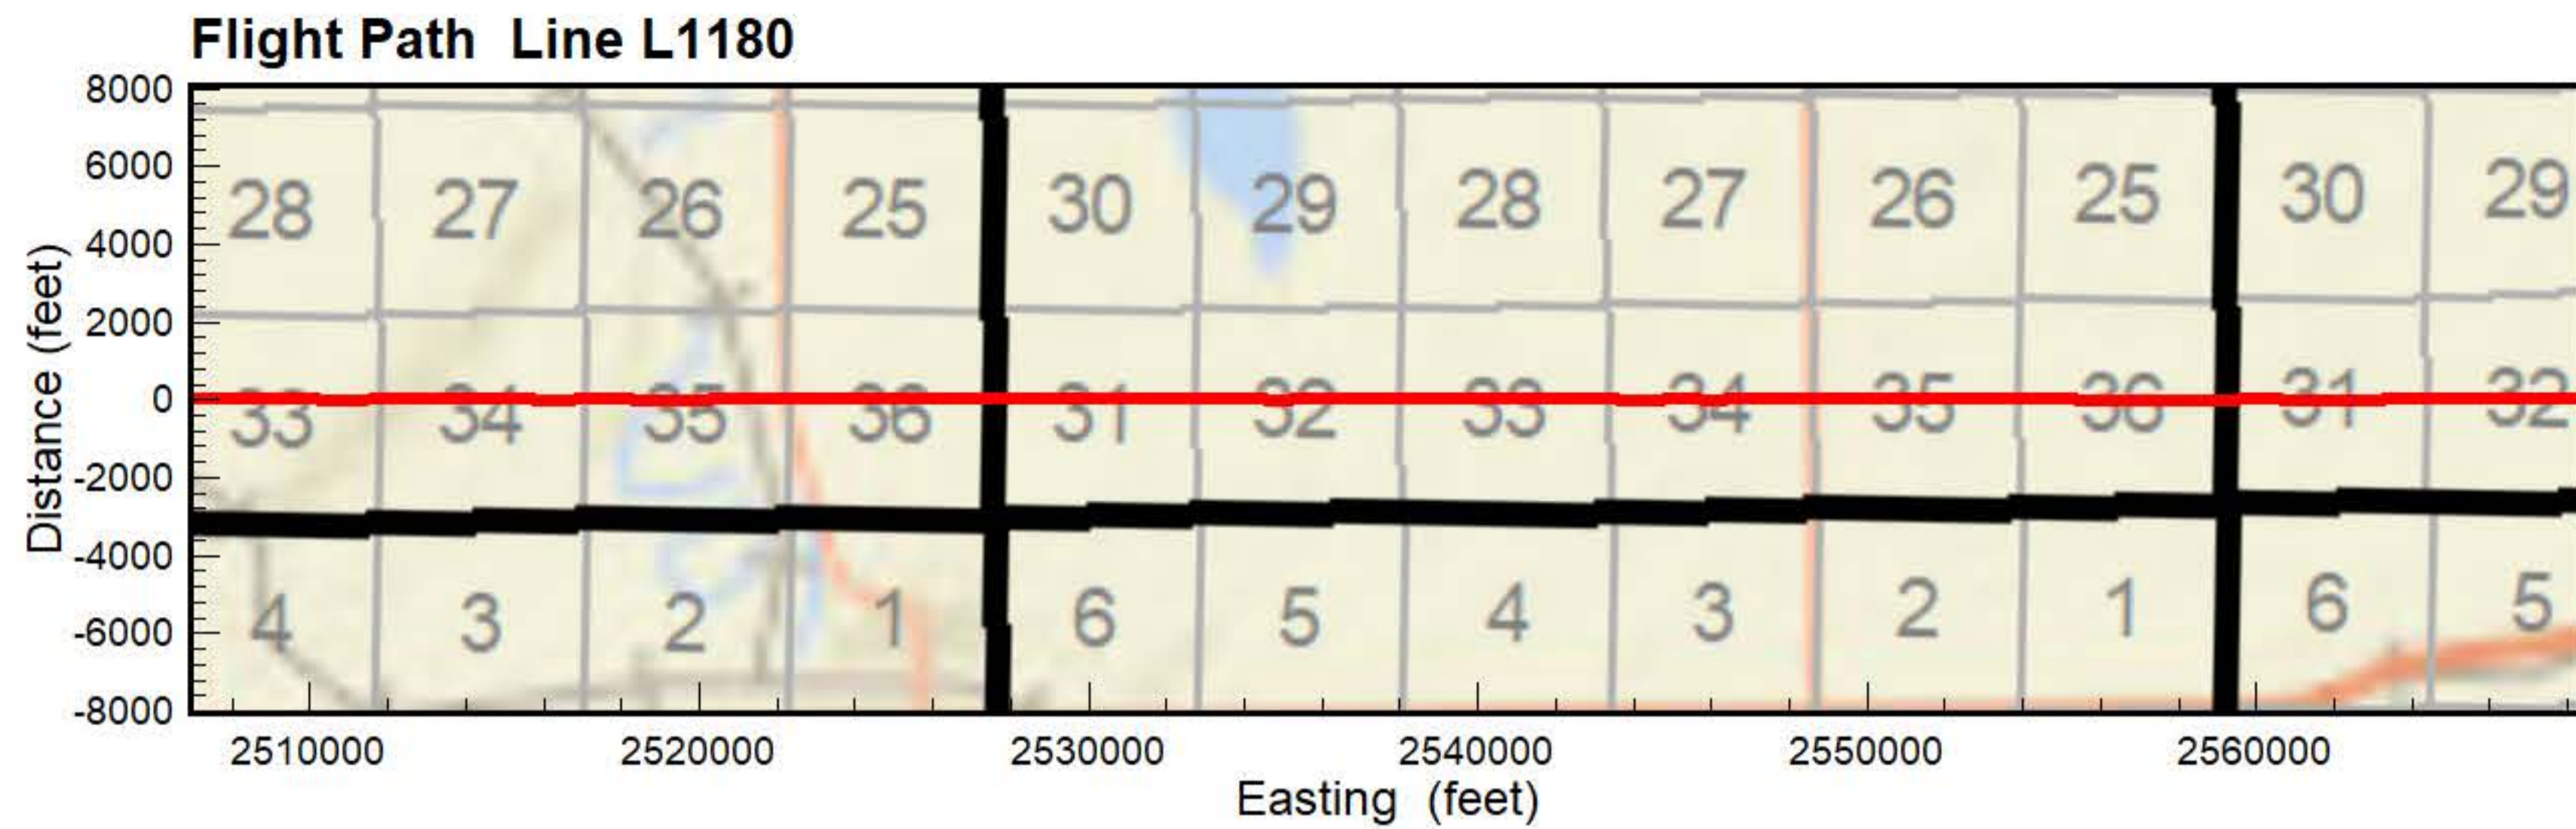 Flight Path Line L1180
8000
6000
4000
2000
0
-2000
-4000
-6000
-8000
Distance (feet)
28 27 26 25 30 29 28 27 26 25 30 29
33 34 35 36 31 32 33 34 35 36 31 32
4 3 2 1 6 5 4 3 2 1 6 5
2510000 2520000 2530000 2540000 2550000 2560000
Easting (feet)